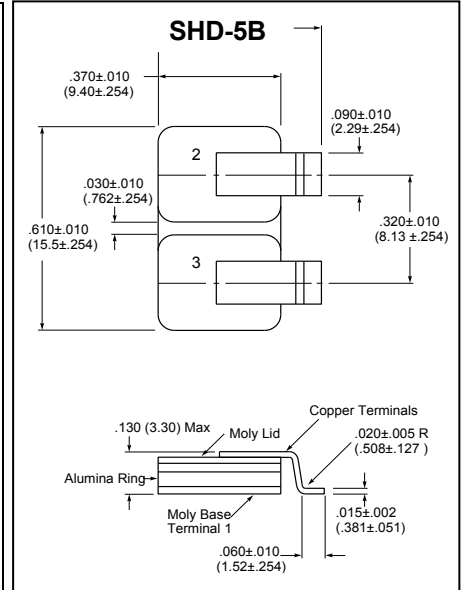 SHD-5B
.370±.010
(9.40±.254)
.090±.010
(2.29±.254)
2
.030±.010
(.762±.254)
.320±.010
(8.13 ±.254)
.610±.010
(15.5±.254)
3
Copper Terminals
.130 (3.30) Max
Moly Lid
.020±.005 R
(.508±.127 )
Alumina Ring
Moly Base
Terminal 1
.015±.002
(.381±.051)
.060±.010
(1.52±.254)